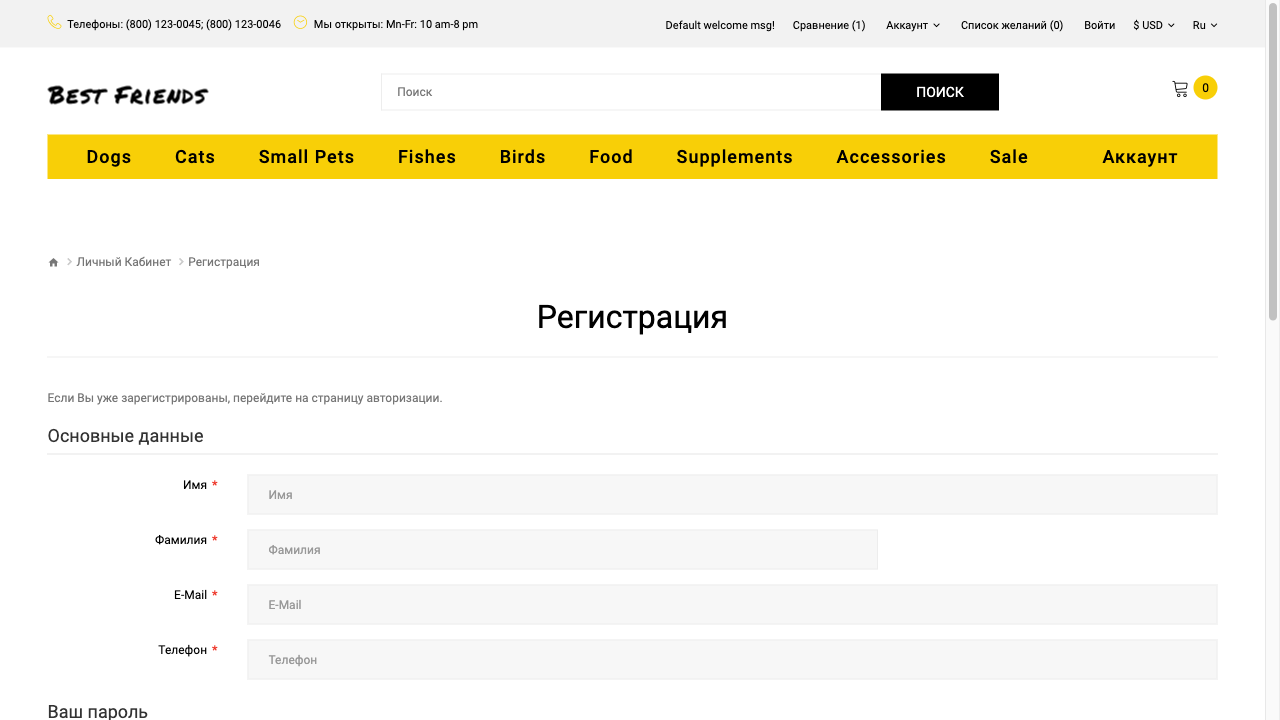 Телефоны: (800) 123-0045; (800) 123-0046 Мы открыты: Mn-Fr: 10 am-8 pm Default welcome msg! Сравнение (1) Аккаунт Список желаний (0) Войти $ USD Ru
Best Friends Поиск ПОИСК 0
Dogs Cats Small Pets Fishes Birds Food Supplements Accessories Sale Аккаунт
Личный Кабинет Регистрация
Регистрация
Если Вы уже зарегистрированы, перейдите на страницу авторизации.
Основные данные
Имя * Имя
Фамилия * Фамилия
E-Mail * E-Mail
Телефон * Телефон
Ваш пароль